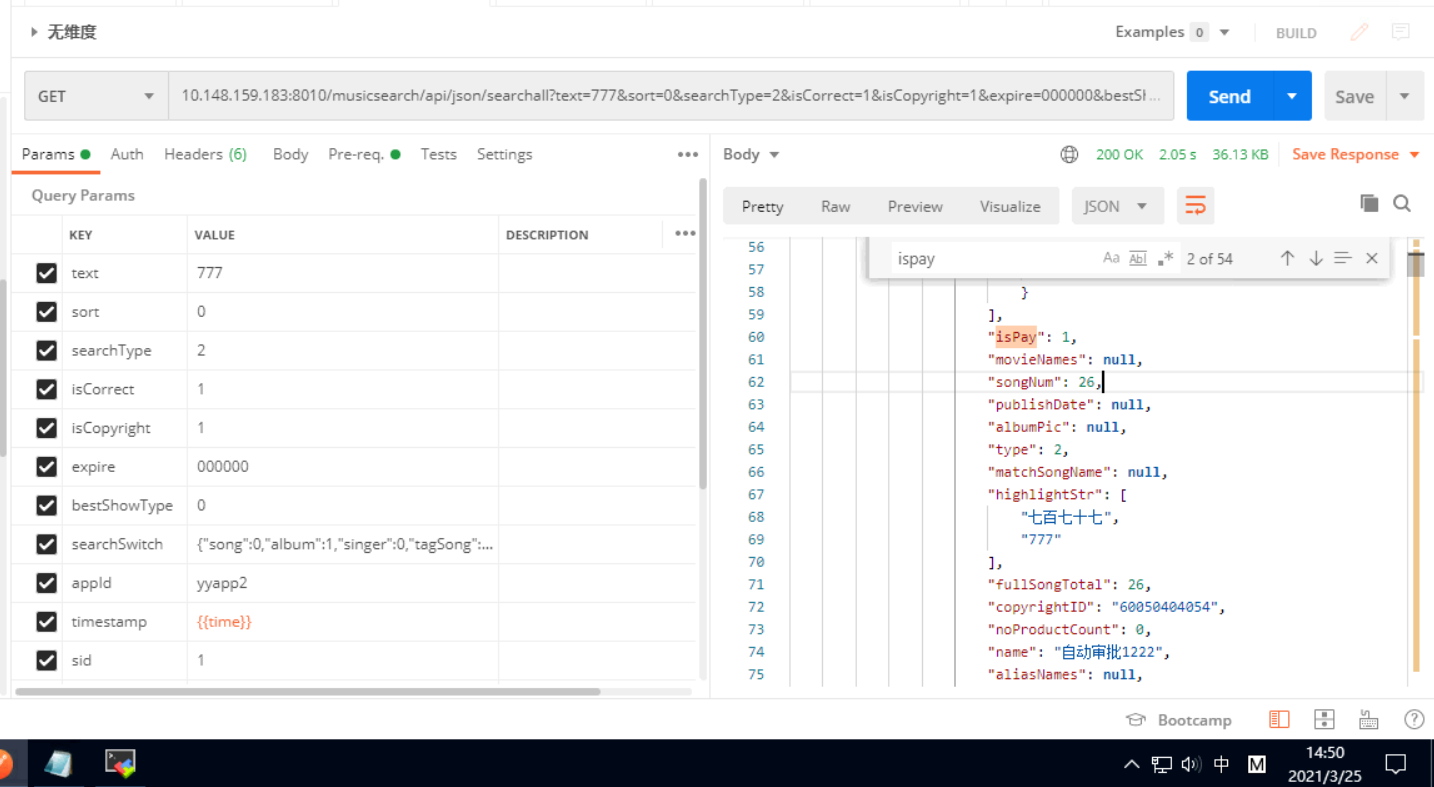 无维度
Examples 0
BUILD
GET
10.148.159.183:8010/musicsearch/api/json/searchall?text=777&sort=0&searchType=2&isCorrect=1&isCopyright=1&expire=000000&bestSl...
Send
Save
Params Auth Headers (6) Body Pre-req. Tests Settings
Query Params
KEY VALUE DESCRIPTION
text 777
sort 0
searchType 2
isCorrect 1
isCopyright 1
expire 000000
bestShowType 0
searchSwitch {"song":0,"album":1,"singer":0,"tagSong":...
appId yyapp2
timestamp {{time}}
sid 1
Body
200 OK 2.05 s 36.13 KB Save Response
Pretty Raw Preview Visualize JSON
ispay Aa Abl .* 2 of 54
56
57
58 }
59 ],
60 "isPay": 1,
61 "movieNames": null,
62 "songNum": 26,
63 "publishDate": null,
64 "albumPic": null,
65 "type": 2,
66 "matchSongName": null,
67 "highlightStr": [
68 "七百七十七",
69 "777"
70 ],
71 "fullSongTotal": 26,
72 "copyrightID": "60050404054",
73 "noProductCount": 0,
74 "name": "自动审批1222",
75 "aliasNames": null,
Bootcamp
中 M
14:50
2021/3/25